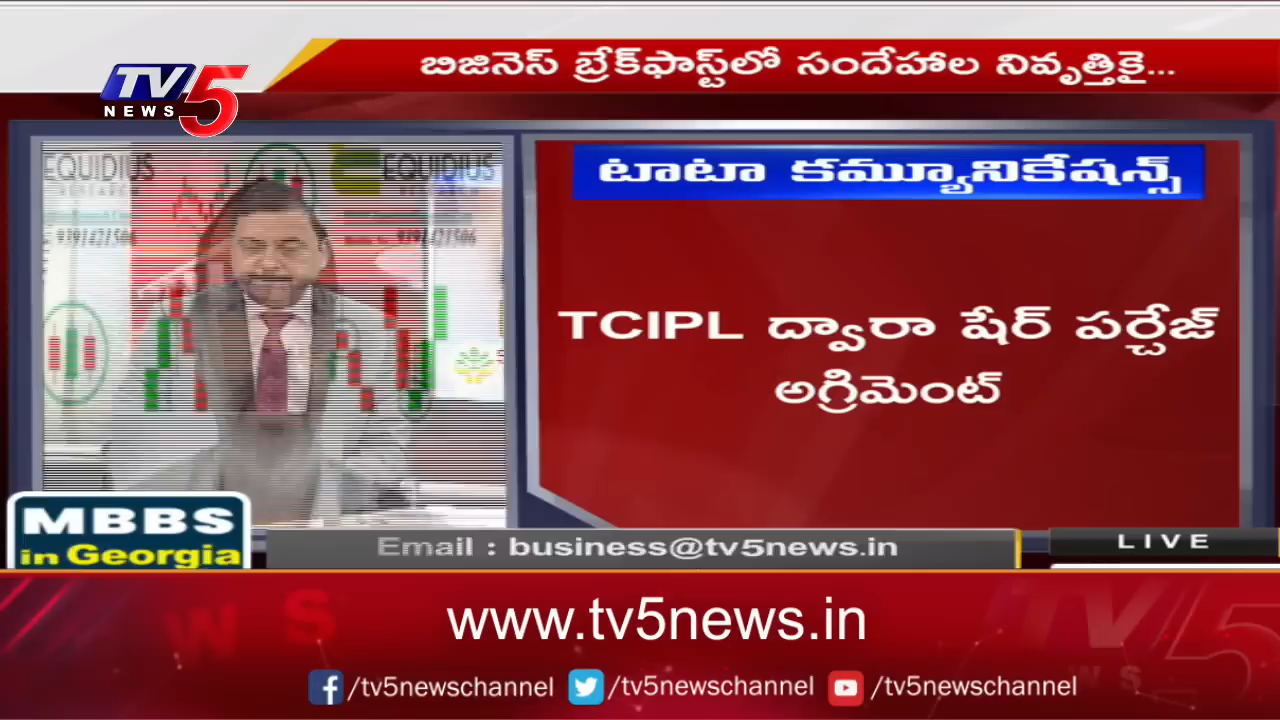 బిజినెస్ బ్రేక్‌ఫాస్ట్‌లో సందేహాల నివృత్తికై...
TV5
NEWS
EQUIDIUS
EQUIDIUS
టాటా కమ్యూనికేషన్స్
TCIPL ద్వారా షేర్ పర్చేజ్
అగ్రిమెంట్
MBBS
in Georgia
Email : business@tv5news.in
LIVE
www.tv5news.in
/tv5newschannel
/tv5newschannel
/tv5newschannel